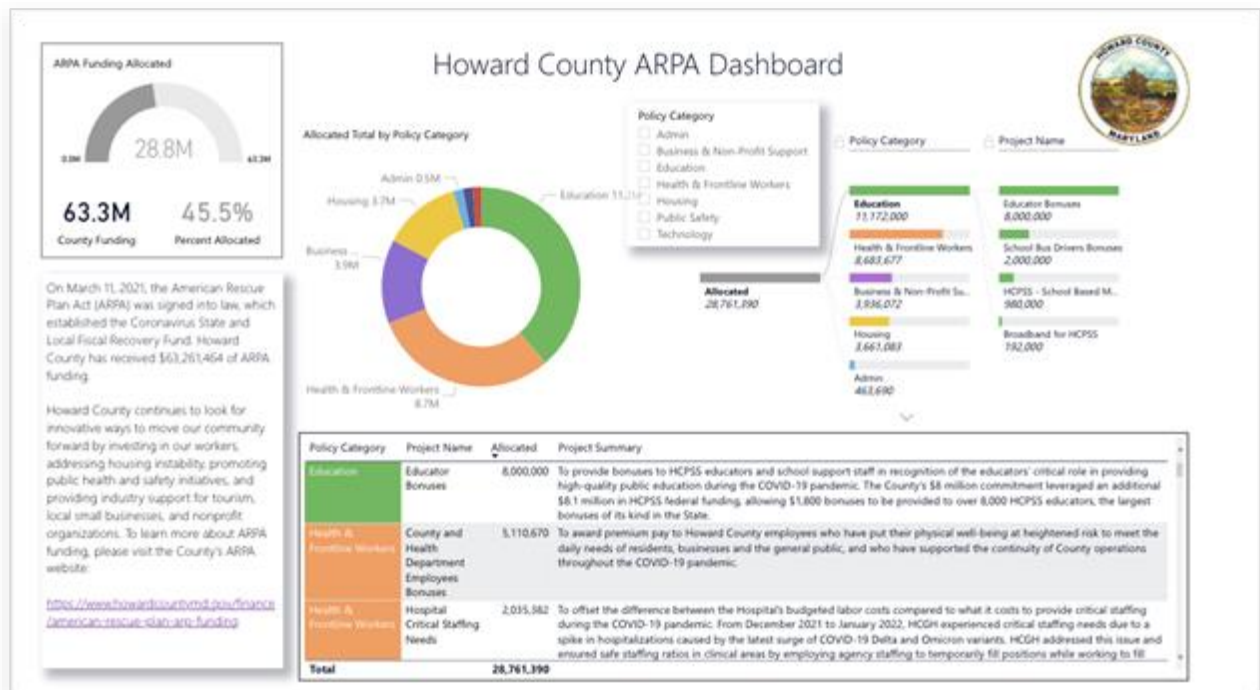 Howard County ARPA Dashboard
HOWARD COUNTY
MARYLAND
ARPA Funding Allocated
28.8M
0.0M
63.3M
63.3M
45.5%
County Funding
Percent Allocated
On March 11, 2021, the American Rescue
Plan Act (ARPA) was signed into law, which
established the Coronavirus State and
Local Fiscal Recovery Fund. Howard
County has received $63,261,464 of ARPA
funding.
Howard County continues to look for
innovative ways to move our community
forward by investing in our workers,
addressing housing instability, promoting
public health and safety initiatives, and
providing industry support for tourism,
local small businesses, and nonprofit
organizations. To learn more about ARPA
funding, please visit the County's ARPA
website:
https://www.howardcountymd.gov/finance
/american-rescue-plan-arp-funding
Allocated Total by Policy Category
Admin 0.5M
Housing 3.7M
Business ...
3.9M
Health & Frontline Workers
8.7M
Education 11.2M
Policy Category
Admin
Business & Non-Profit Support
Education
Health & Frontline Workers
Housing
Public Safety
Technology
Policy Category
Project Name
Allocated
28,761,390
Education
11,172,000
Health & Frontline Workers
8,683,677
Business & Non-Profit Su...
3,936,072
Housing
3,661,083
Admin
463,690
Educator Bonuses
8,000,000
School Bus Drivers Bonuses
2,000,000
HCPSS - School Based M...
980,000
Broadband for HCPSS
192,000
Policy Category Project Name Allocated Project Summary
Education
Educator
Bonuses
8,000,000
To provide bonuses to HCPSS educators and school support staff in recognition of the educators' critical role in providing
high-quality public education during the COVID-19 pandemic. The County's $8 million commitment leveraged an additional
$8.1 million in HCPSS federal funding, allowing $1,800 bonuses to be provided to over 8,000 HCPSS educators, the largest
bonuses of its kind in the State.
Health &
Frontline Workers
County and
Health
Department
Employees
Bonuses
5,110,670
To award premium pay to Howard County employees who have put their physical well-being at heightened risk to meet the
daily needs of residents, businesses and the general public, and who have supported the continuity of County operations
throughout the COVID-19 pandemic.
Health &
Frontline Workers
Hospital
Critical Staffing
Needs
2,035,382
To offset the difference between the Hospital's budgeted labor costs compared to what it costs to provide critical staffing
during the COVID-19 pandemic. From December 2021 to January 2022, HCGH experienced critical staffing needs due to a
spike in hospitalizations caused by the latest surge of COVID-19 Delta and Omicron variants. HCGH addressed this issue and
ensured safe staffing ratios in clinical areas by employing agency staffing to temporarily fill positions while working to fill
Total 28,761,390